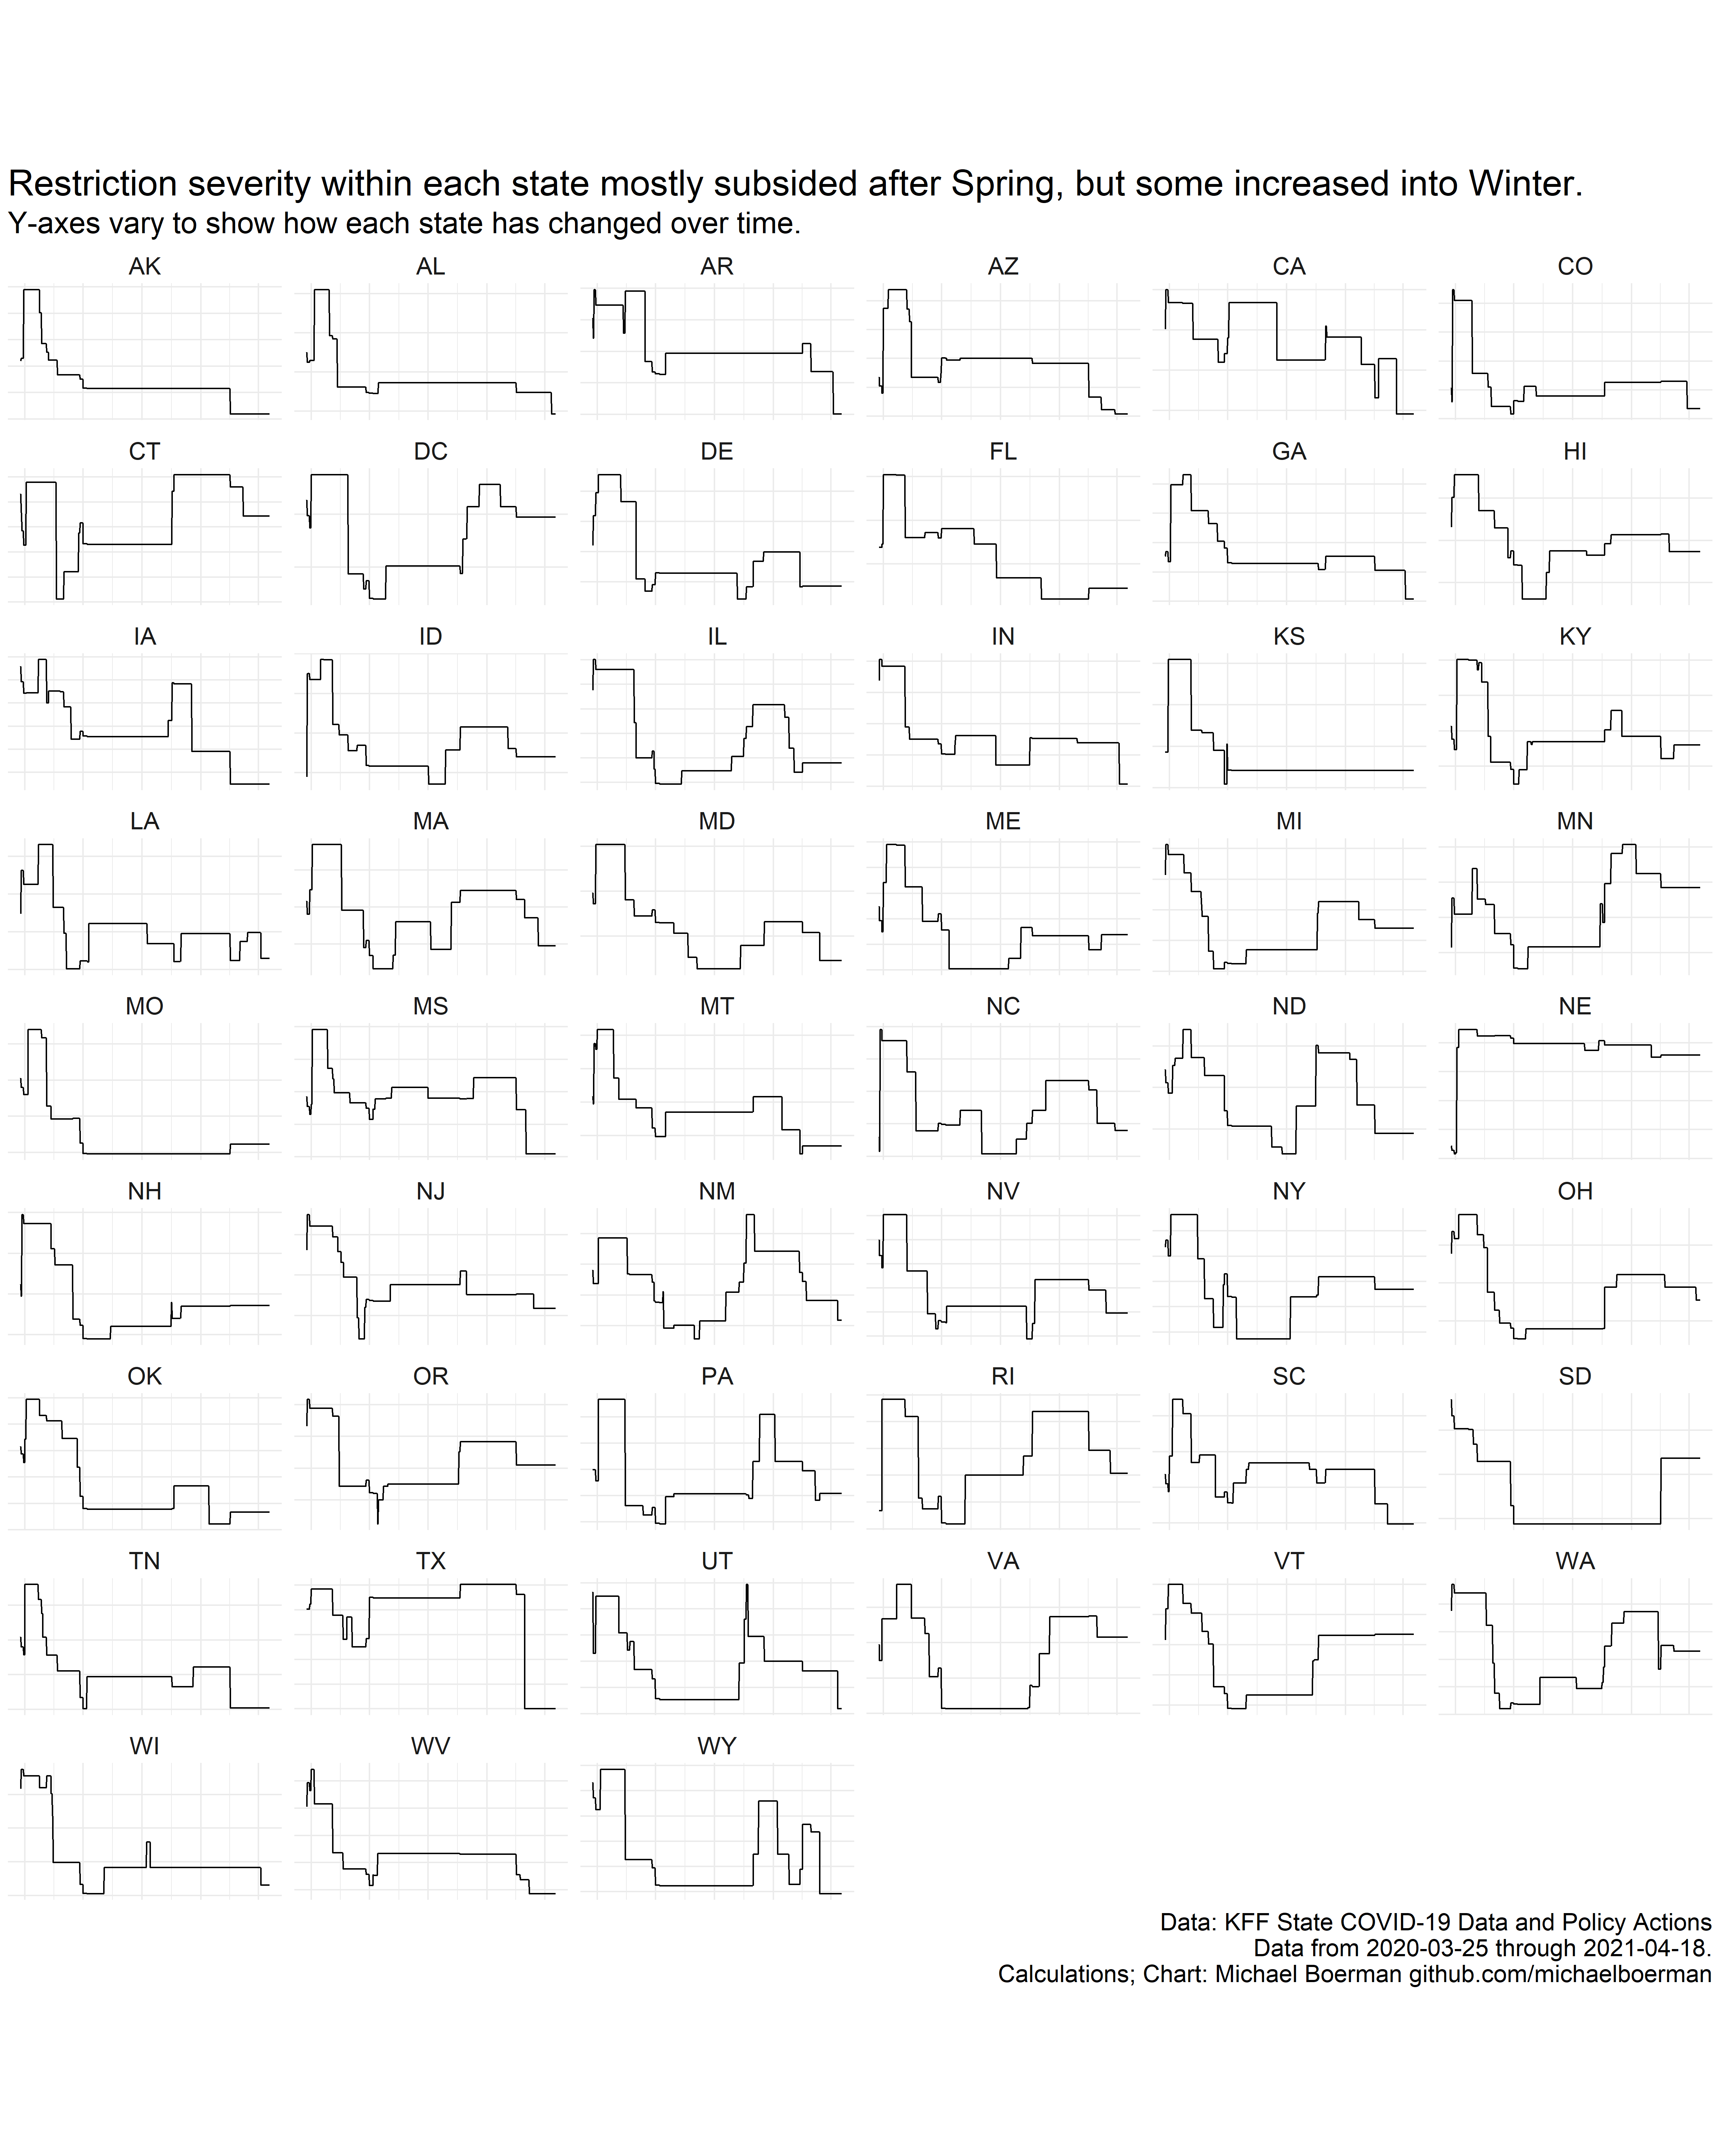 Restriction severity within each state mostly subsided after Spring, but some increased into Winter.
Y-axes vary to show how each state has changed over time.
AK AL AR AZ CA CO
CT DC DE FL GA HI
IA ID IL IN KS KY
LA MA MD ME MI MN
MO MS MT NC ND NE
NH NJ NM NV NY OH
OK OR PA RI SC SD
TN TX UT VA VT WA
WI WV WY
Data: KFF State COVID-19 Data and Policy Actions
Data from 2020-03-25 through 2021-04-18.
Calculations; Chart: Michael Boerman github.com/michaelboerman